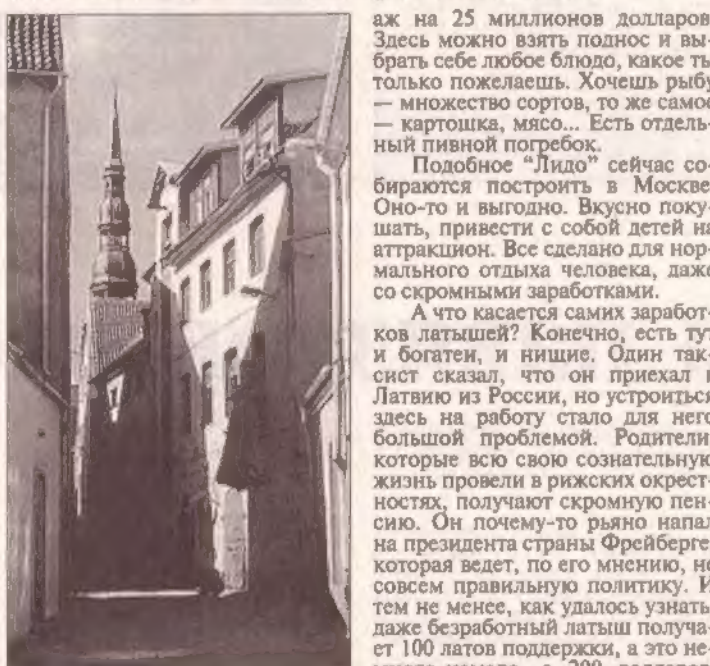 аж на 25 миллионов долларов
Здесь можно взять поднос и вы-
брать себе любое блюдо, какое ты
только пожелаешь. Хочешь рыбу
— множество сортов, то же самое
— картошка, мясо... Есть отдель-
ный пивной погребок.
Подобное “Лидо” сейчас со-
бираются построить в Москве
Оно-то и выгодно. Вкусно поку-
шать, привести с собой детей на
аттракцион. Все сделано для нор-
мального отдыха человека, даже
со скромными заработками.
А что касается самих заработ-
ков латышей? Конечно, есть тут
и богатеи, и нищие. Один так-
сист сказал, что он приехал в
Латвию из России, но устроиться
здесь на работу стало для него
большой проблемой. Родители
которые всю свою сознательную
жизнь провели в рижских окрест-
ностях, получают скромную пен-
сию. Он почему-то рьяно напал
на президента страны Фрейберге
которая ведет, по его мнению, не
совсем правильную политику. И
тем не менее, как удалось узнать
даже безработный латыш получа-
ет 100 латов поддержки, а это не-